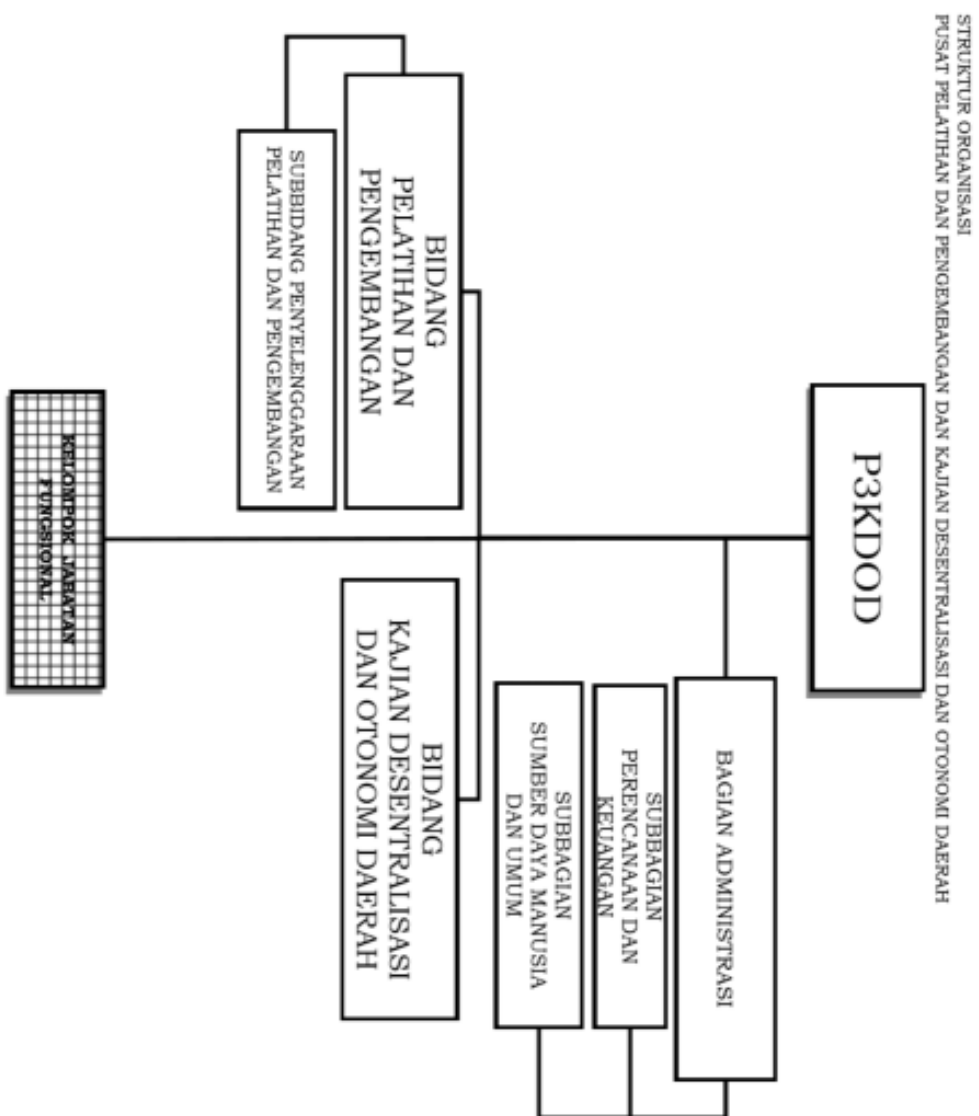 STRUKTUR ORGANISASI
PUSAT PELATIHAN DAN PENGEMBANGAN DAN KAJIAN DESENTRALISASI DAN OTONOMI DAERAH
P3KDOD
BAGIAN ADMINISTRASI
SUBBAGIAN
PERENCANAAN DAN
KEUANGAN
SUBBAGIAN
SUMBER DAYA MANUSIA
DAN UMUM
BIDANG
PELATIHAN DAN
PENGEMBANGAN
SUBBIDANG PENYELENGGARAAN
PELATIHAN DAN PENGEMBANGAN
BIDANG
KAJIAN DESENTRALISASI
DAN OTONOMI DAERAH
KELOMPOK JABATAN
FUNGSIONAL